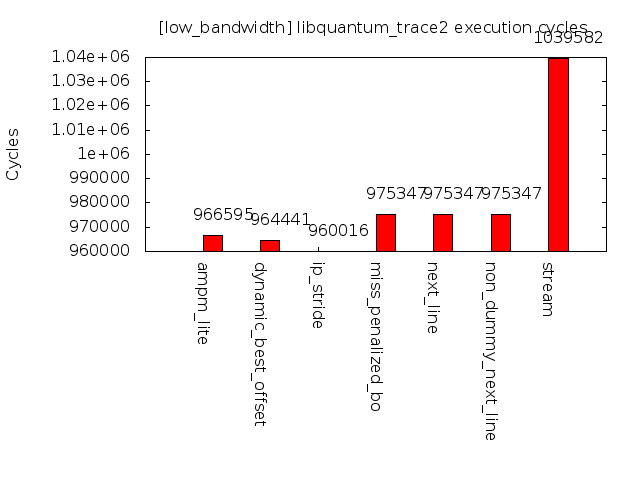 [low_bandwidth] libquantum_trace2 execution cycles
1039582
1.04e+06
1.03e+06
1.02e+06
1.01e+06
1e+06
990000
980000
970000
960000
Cycles
966595
964441
960016
975347
975347
975347
ampm_lite
dynamic_best_offset
ip_stride
miss_penalized_bo
next_line
non_dummy_next_line
stream